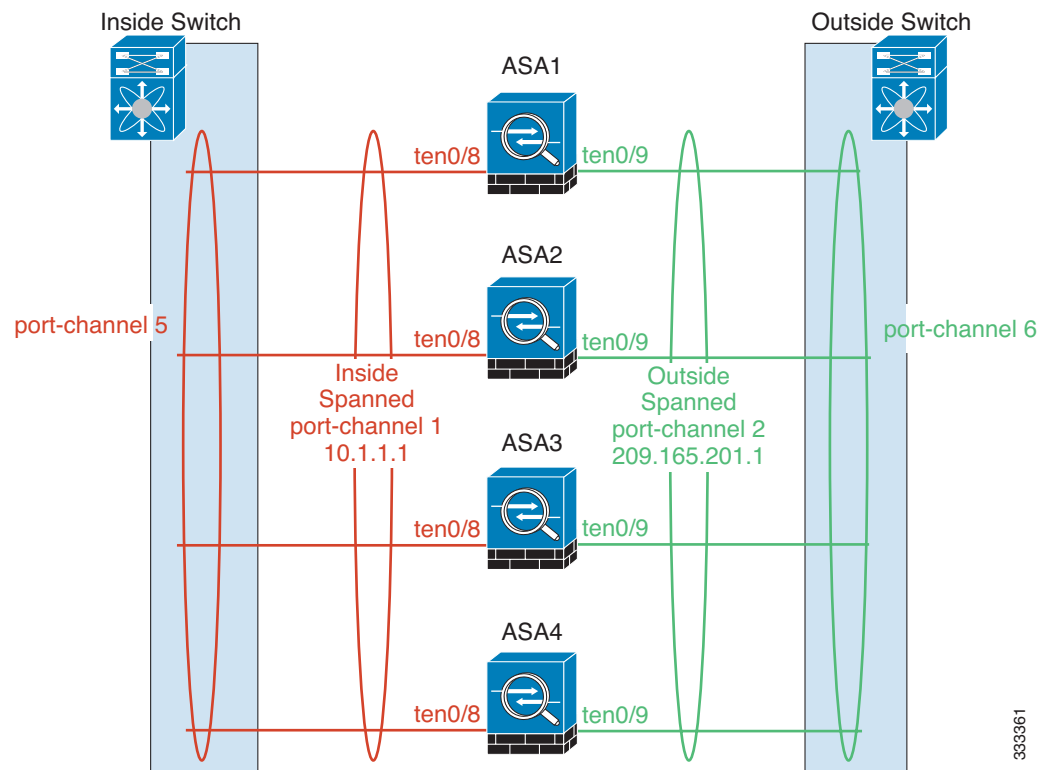 Inside Switch
Outside Switch
ASA1
ten0/8
ten0/9
ASA2
port-channel 5
port-channel 6
ten0/8
ten0/9
Inside
Spanned
port-channel 1
10.1.1.1
Outside
Spanned
port-channel 2
209.165.201.1
ASA3
ten0/8
ten0/9
ASA4
ten0/8
ten0/9
333361